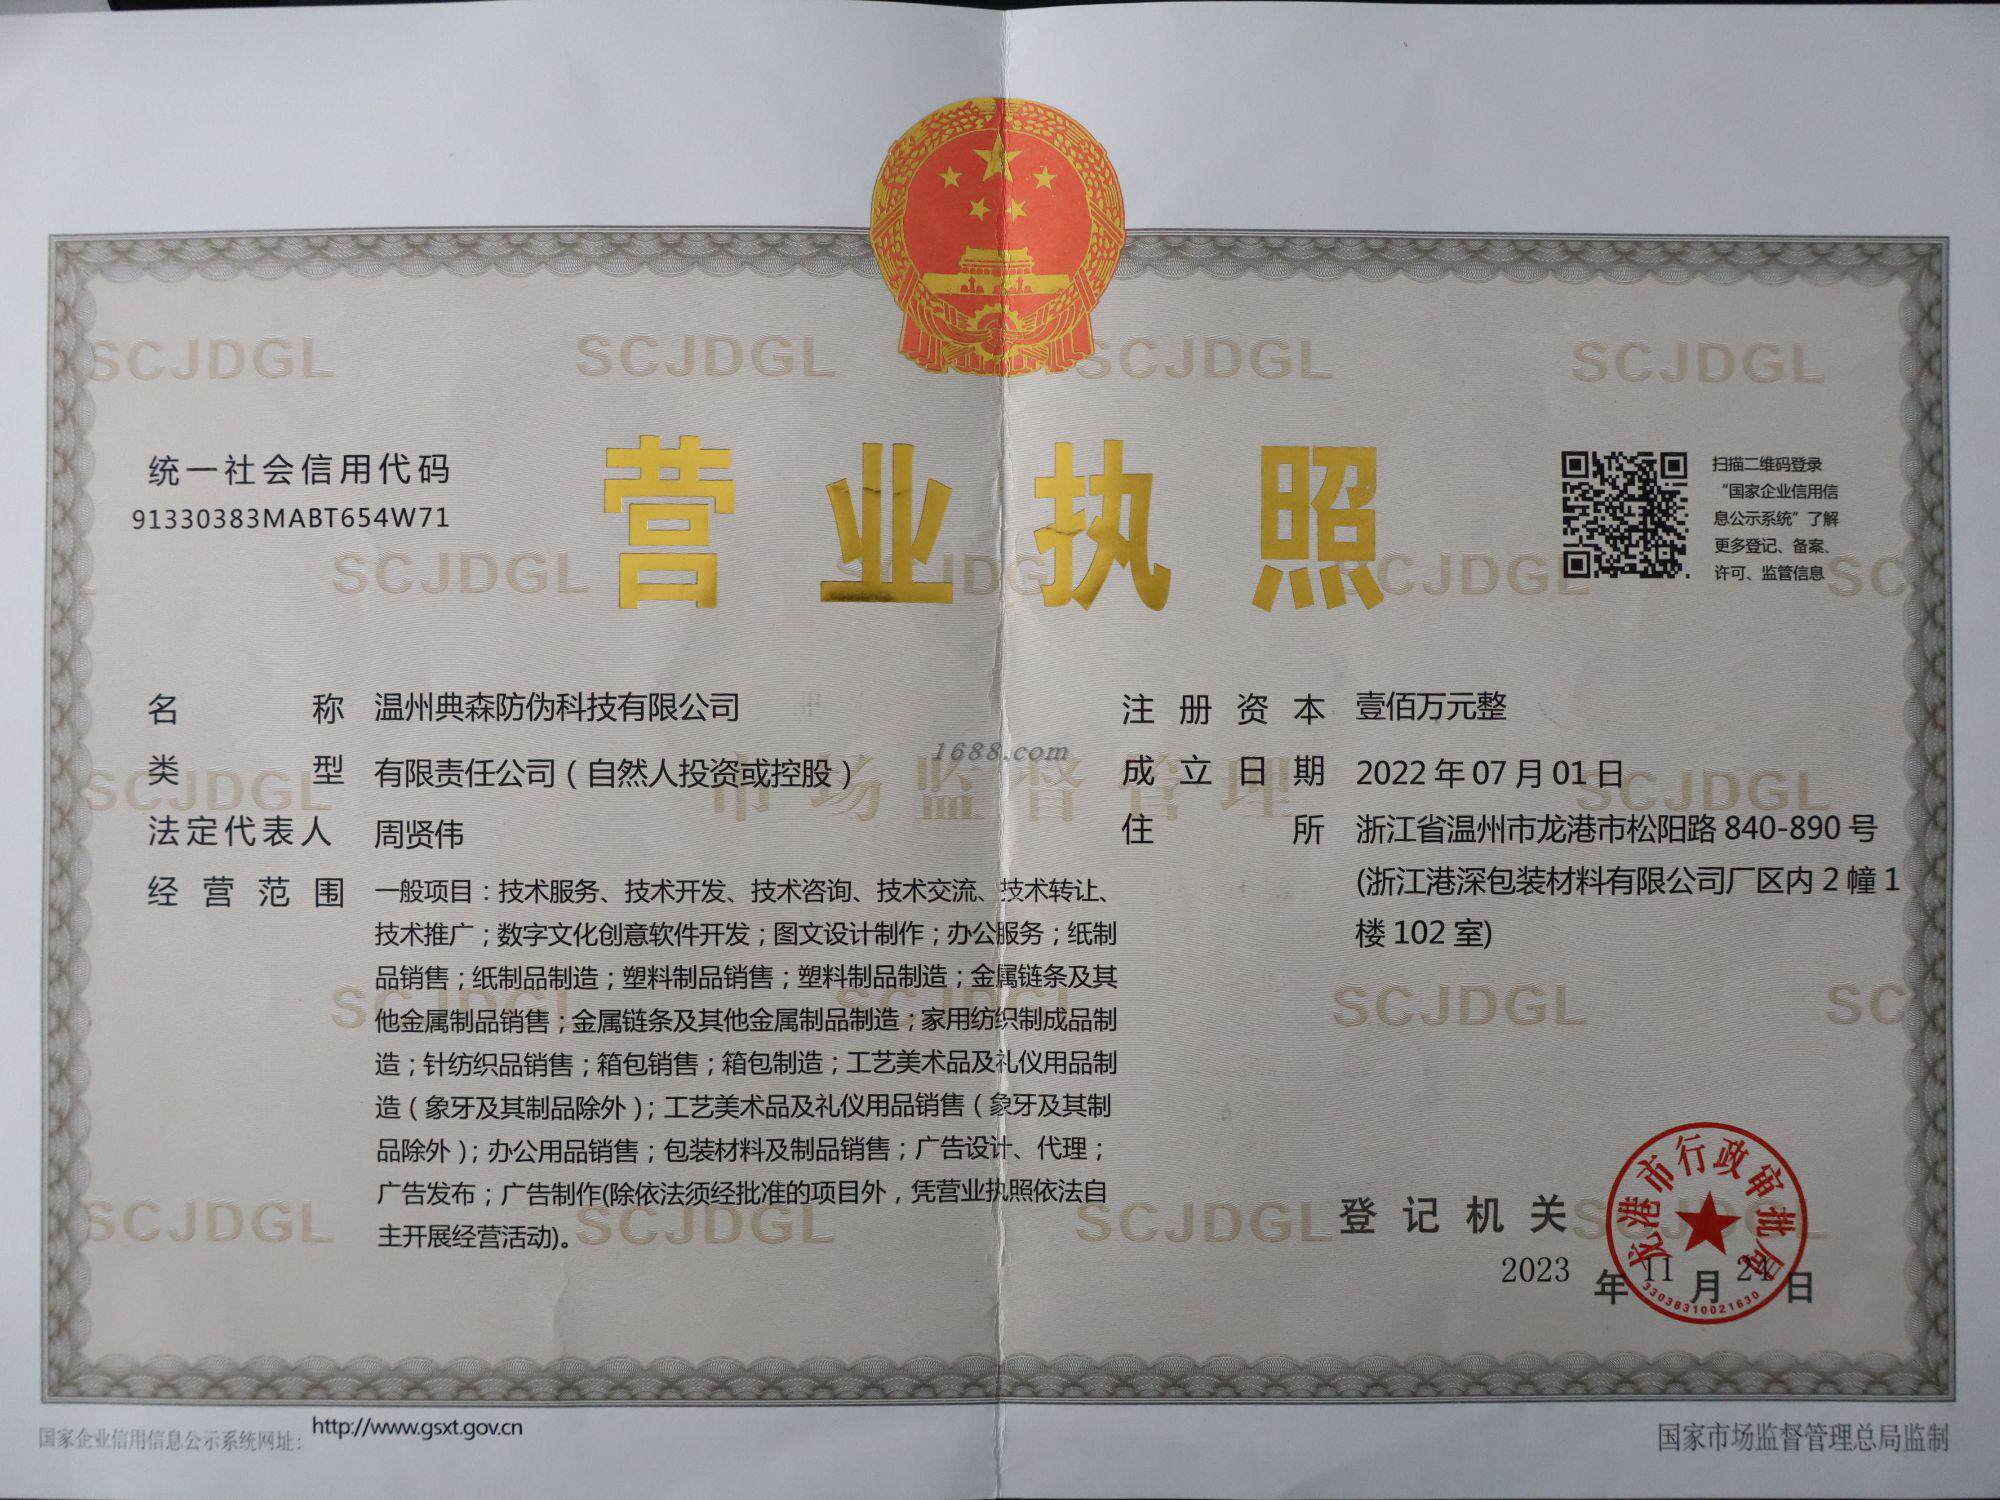 统一社会信用代码
91330383MABT654W71
营业执照
扫描二维码登录
“国家企业信用信
息公示系统”了解
更多登记、备案、
许可、监管信息
名称 温州典森防伪科技有限公司
类型 有限责任公司（自然人投资或控股）
法定代表人 周贤伟
经营范围 一般项目：技术服务、技术开发、技术咨询、技术交流、技术转让、
技术推广；数字文化创意软件开发；图文设计制作；办公服务；纸制
品销售；纸制品制造；塑料制品销售；塑料制品制造；金属链条及其
他金属制品销售；金属链条及其他金属制品制造；家用纺织制成品制
造；针纺织品销售；箱包销售；箱包制造；工艺美术品及礼仪用品制
造（象牙及其制品除外）；工艺美术品及礼仪用品销售（象牙及其制
品除外）；办公用品销售；包装材料及制品销售；广告设计、代理；
广告发布；广告制作(除依法须经批准的项目外，凭营业执照依法自
主开展经营活动)。
注册资本 壹佰万元整
成立日期 2022年07月01日
住所 浙江省温州市龙港市松阳路840-890号
(浙江港深包装材料有限公司厂区内2幢1
楼102室)
1688.com
市场监督管理
SCJDGL
登记机关
2023年11月24日
龙港市行政审批局
33038310021630
国家企业信用信息公示系统网址：http://www.gsxt.gov.cn
国家市场监督管理总局监制